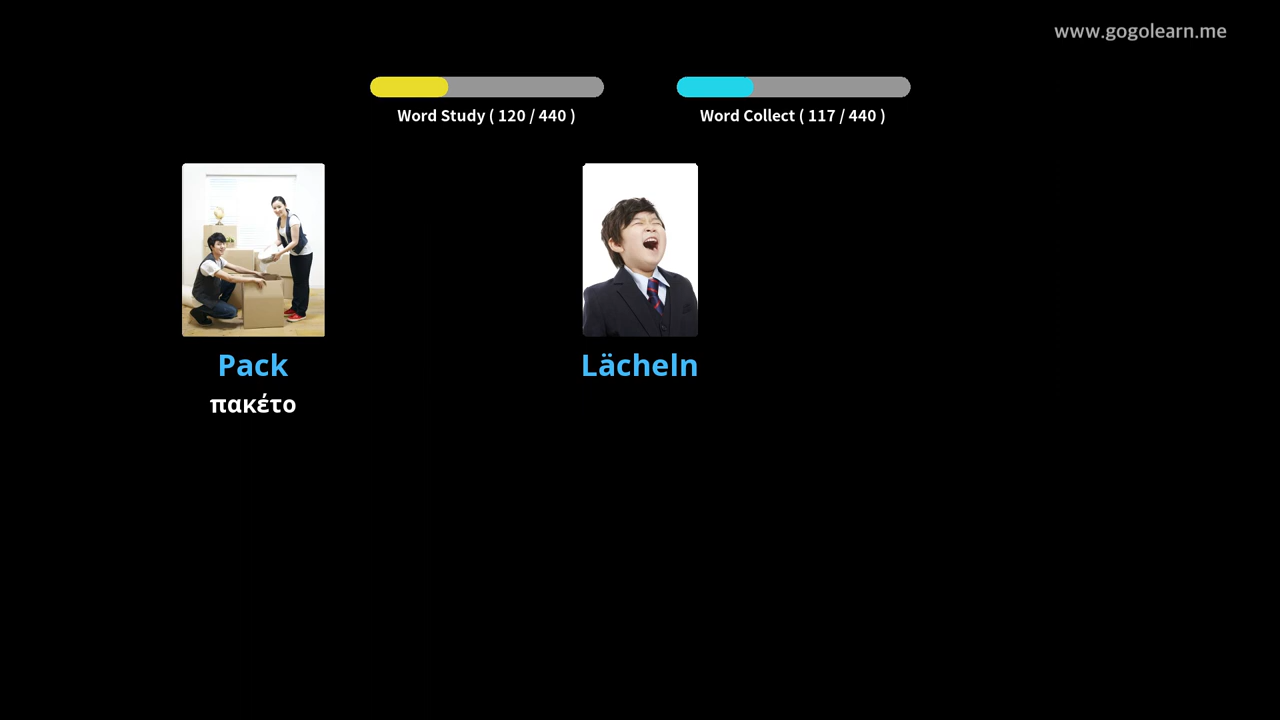 www.gogolearn.me
Word Study ( 120 / 440 )
Word Collect ( 117 / 440 )
Pack
πακέτο
Lächeln